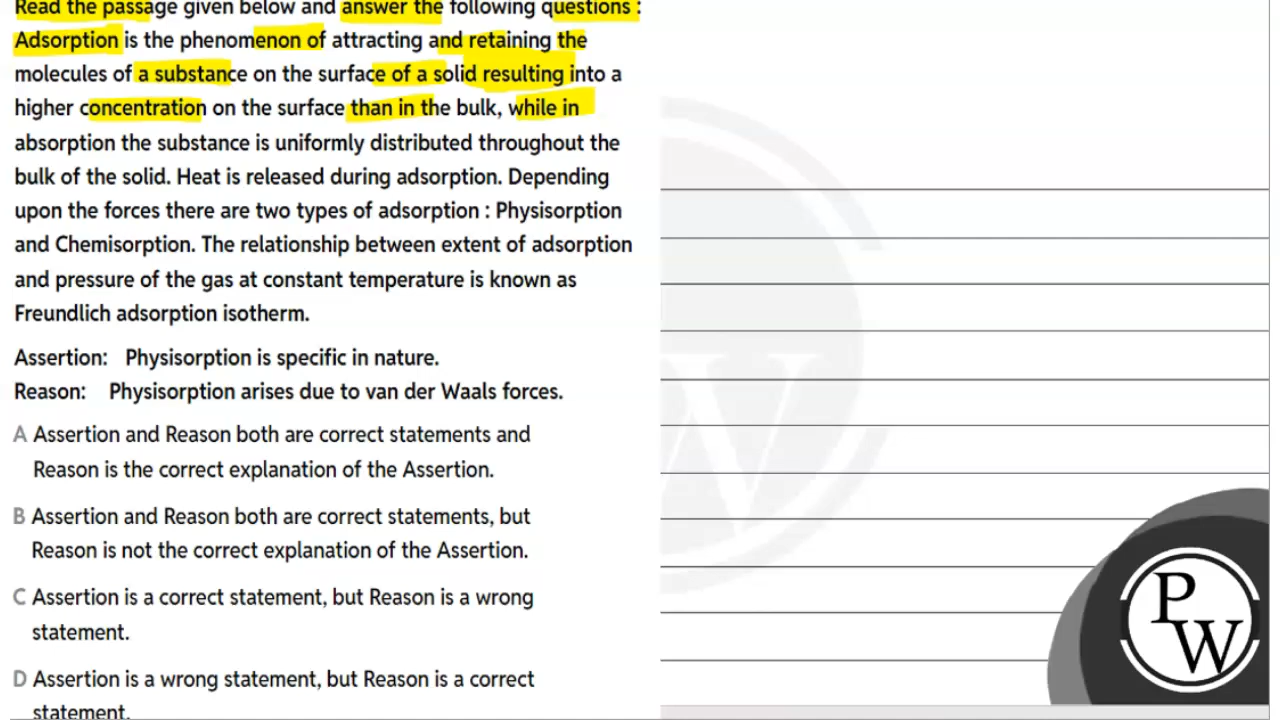 Read the passage given below and answer the following questions :
Adsorption is the phenomenon of attracting and retaining the
molecules of a substance on the surface of a solid resulting into a
higher concentration on the surface than in the bulk, while in
absorption the substance is uniformly distributed throughout the
bulk of the solid. Heat is released during adsorption. Depending
upon the forces there are two types of adsorption : Physisorption
and Chemisorption. The relationship between extent of adsorption
and pressure of the gas at constant temperature is known as
Freundlich adsorption isotherm.
Assertion: Physisorption is specific in nature.
Reason: Physisorption arises due to van der Waals forces.
A Assertion and Reason both are correct statements and
Reason is the correct explanation of the Assertion.
B Assertion and Reason both are correct statements, but
Reason is not the correct explanation of the Assertion.
C Assertion is a correct statement, but Reason is a wrong
statement.
D Assertion is a wrong statement, but Reason is a correct
statement.
W
P
W